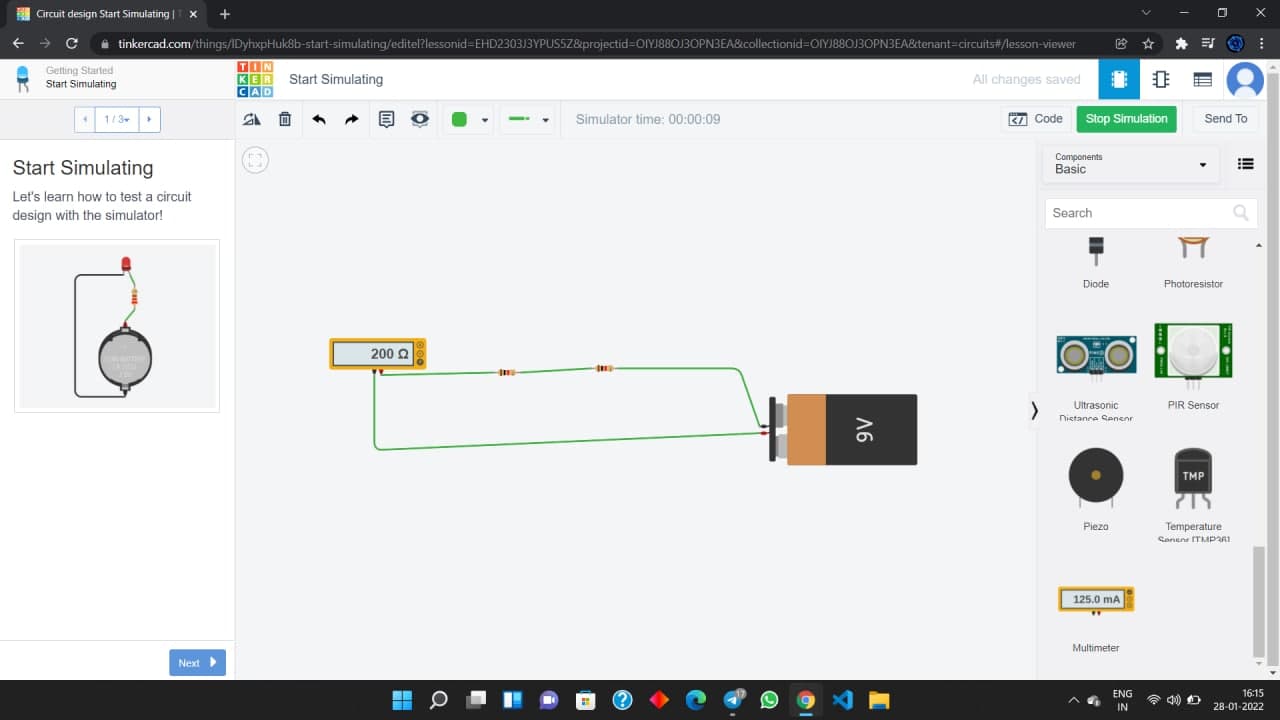 Circuit design Start Simulating |
tinkercad.com/things/lDyhxpHuk8b-start-simulating/editel?lessonid=EHD2303J3YPUS5Z&projectid=OIYJ88OJ3OPN3EA&collectionid=OIYJ88OJ3OPN3EA&tenant=circuits#/lesson-viewer
Getting Started
Start Simulating
TIN
KER
CAD
Start Simulating
All changes saved
1 / 3
Simulator time: 00:00:09
Code
Stop Simulation
Send To
Start Simulating
Let's learn how to test a circuit
design with the simulator!
Components
Basic
Search
Diode
Photoresistor
200 Ω
9V
Ultrasonic
Distance Sensor
PIR Sensor
TMP
Piezo
Temperature
Sensor [TMP36]
125.0 mA
Multimeter
Next
17
ENG
IN
16:15
28-01-2022